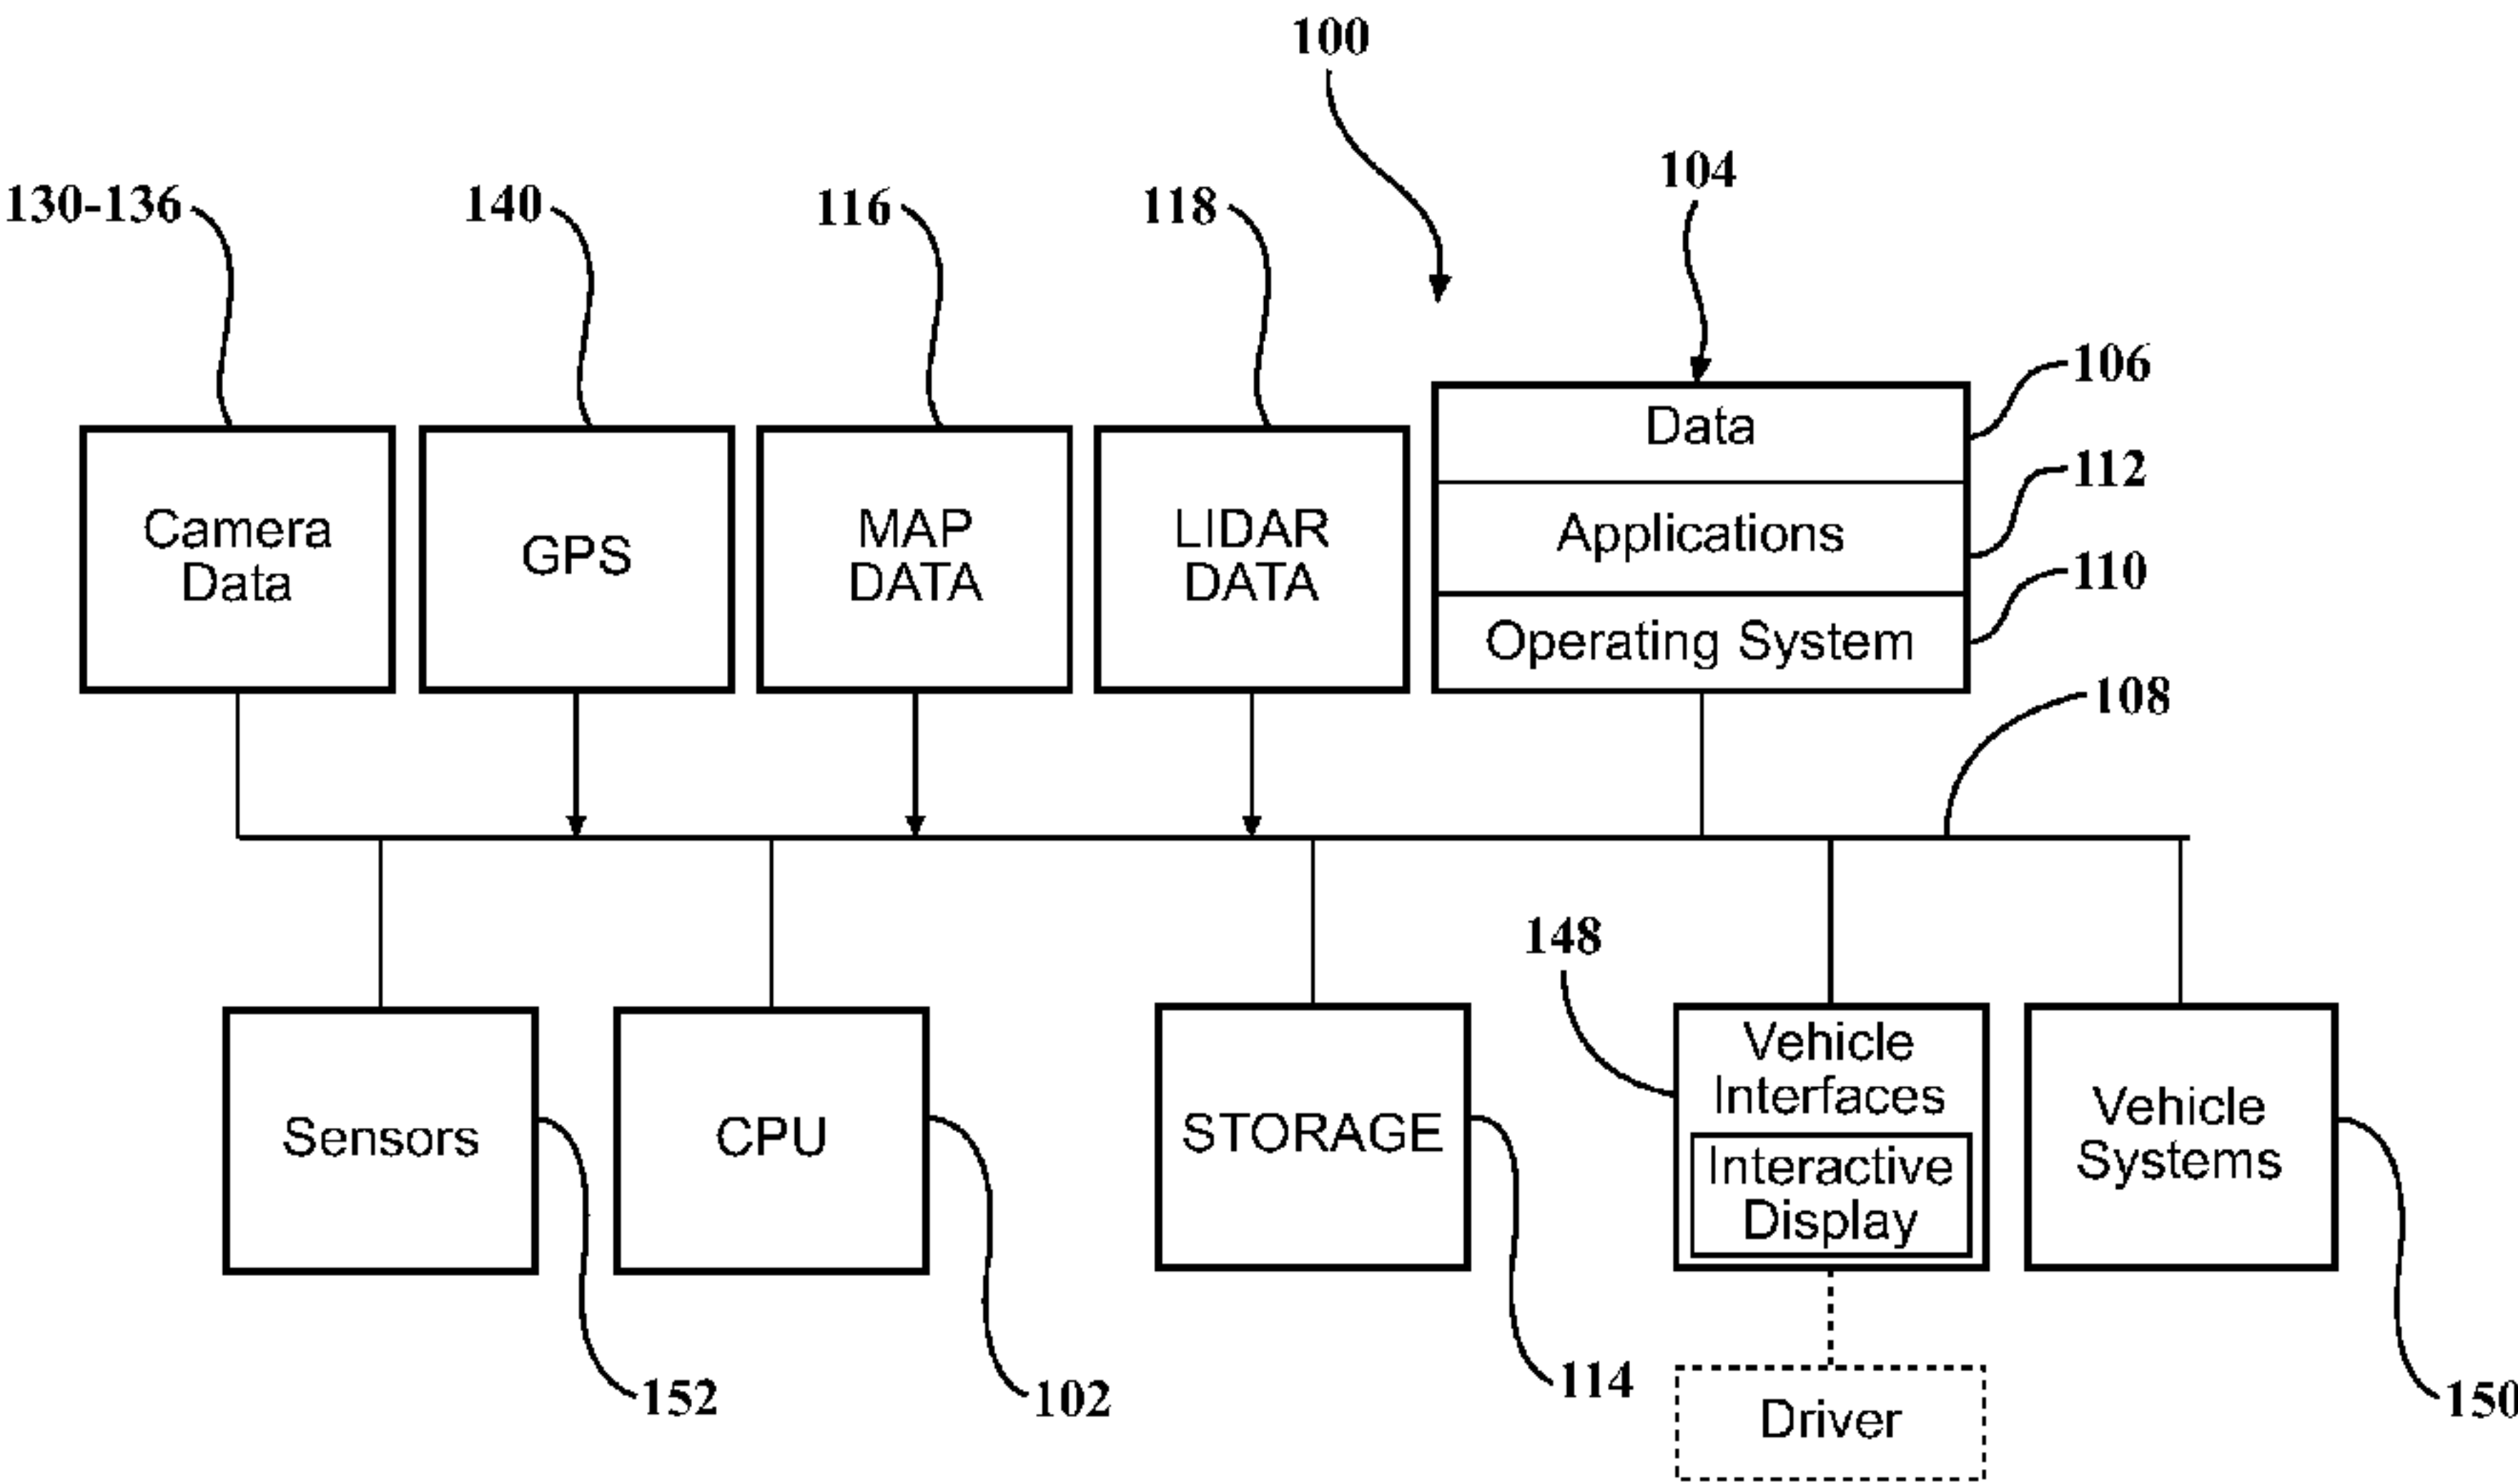 100
104
130-136
140
116
118
106
Data
112
Applications
110
Operating System
Camera
Data
GPS
MAP
DATA
LIDAR
DATA
108
148
Sensors
CPU
STORAGE
Vehicle
Interfaces
Interactive
Display
Vehicle
Systems
152
102
114
150
Driver